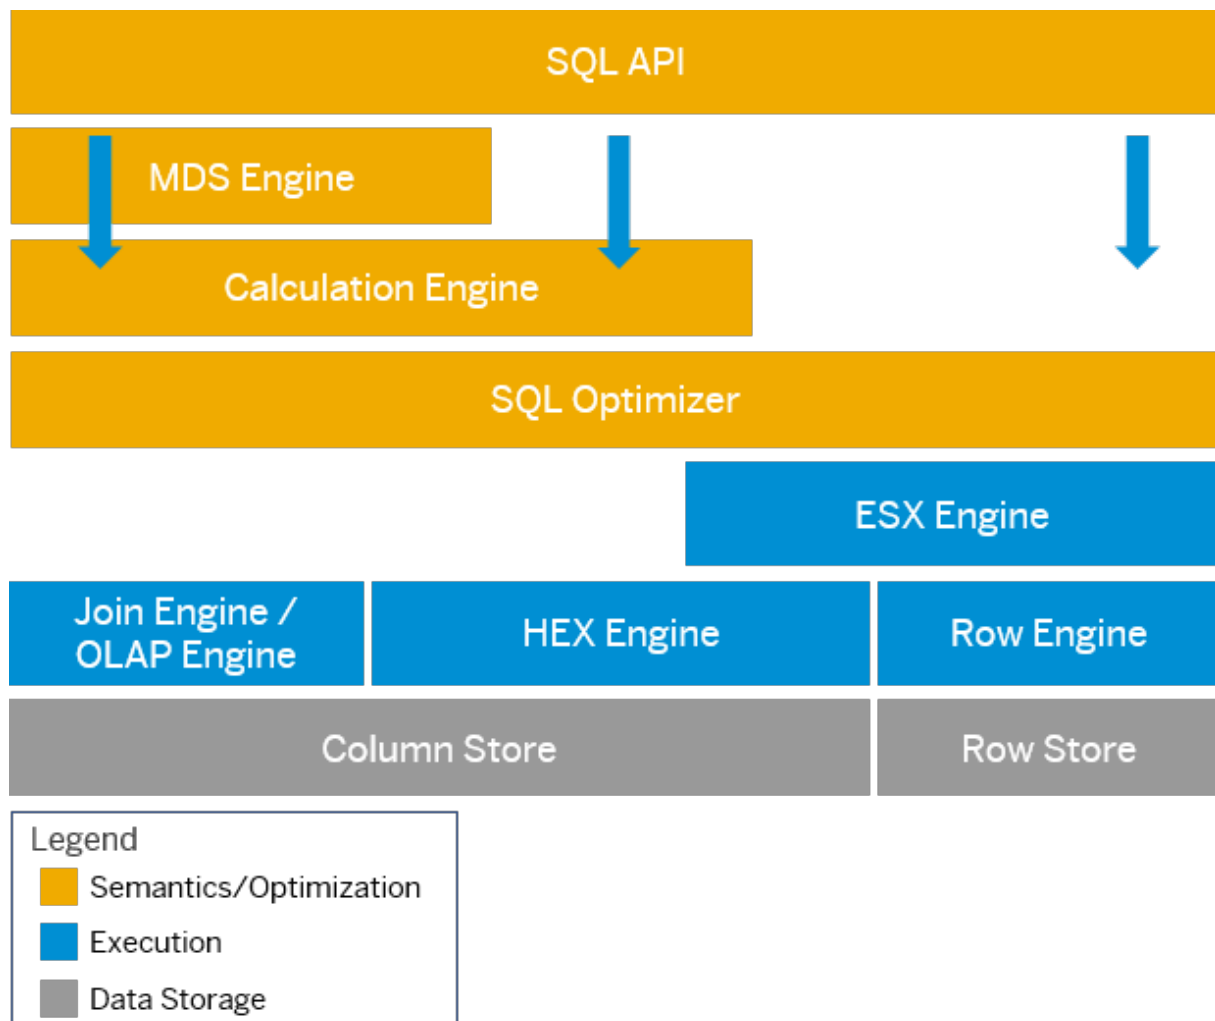 SQL API
MDS Engine
Calculation Engine
SQL Optimizer
ESX Engine
Join Engine /
OLAP Engine
HEX Engine
Row Engine
Column Store
Row Store
Legend
Semantics/Optimization
Execution
Data Storage